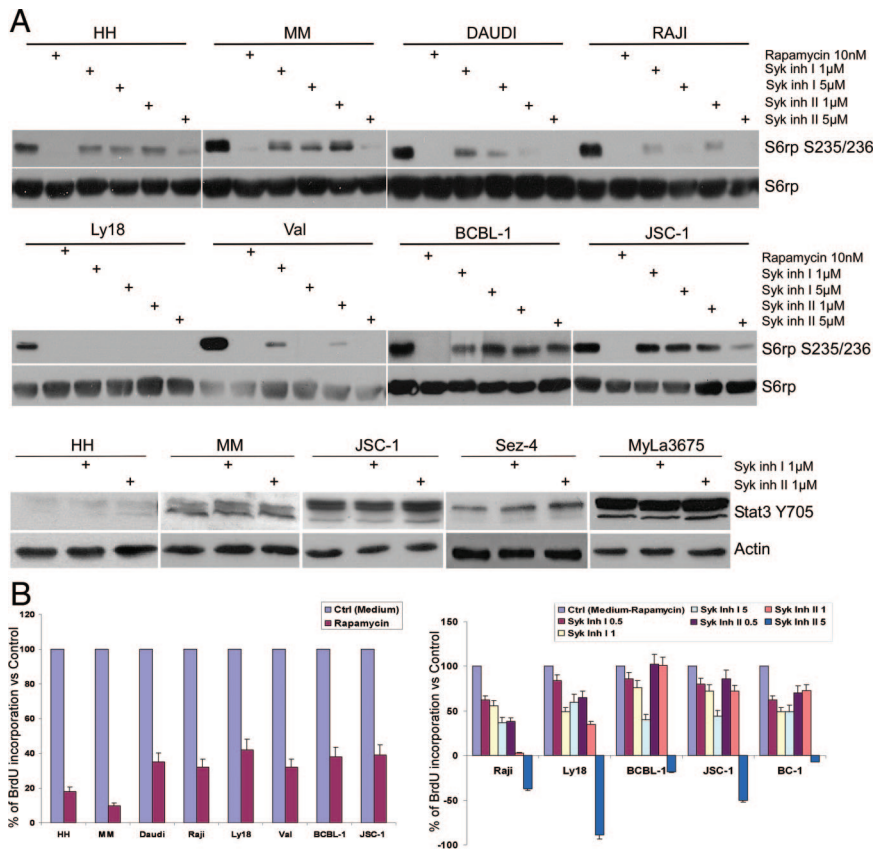 A
HH MM DAUDI RAJI
+ + + + Rapamycin 10nM
+ + + + Syk inh I 1µM
+ + + + Syk inh I 5µM
+ + + + Syk inh II 1µM
+ + + + Syk inh II 5µM
S6rp S235/236
S6rp
Ly18 Val BCBL-1 JSC-1
+ + + + Rapamycin 10nM
+ + + + Syk inh I 1µM
+ + + + Syk inh I 5µM
+ + + + Syk inh II 1µM
+ + + + Syk inh II 5µM
S6rp S235/236
S6rp
HH MM JSC-1 Sez-4 MyLa3675
+ + + + + Syk inh I 1µM
+ + + + + Syk inh II 1µM
Stat3 Y705
Actin
B
% of BrdU incorporation vs Control
120
100
80
60
40
20
0
Ctrl (Medium)
Rapamycin
HH MM Daudi Raji Ly18 Val BCBL-1 JSC-1
% of BrdU incorporation vs Control
Ctrl (Medium-Rapamycin) Syk Inh I 5 Syk Inh II 1
Syk Inh I 0.5 Syk Inh II 0.5 Syk Inh II 5
Syk Inh I 1
150
100
50
0
-50
-100
Raji Ly18 BCBL-1 JSC-1 BC-1